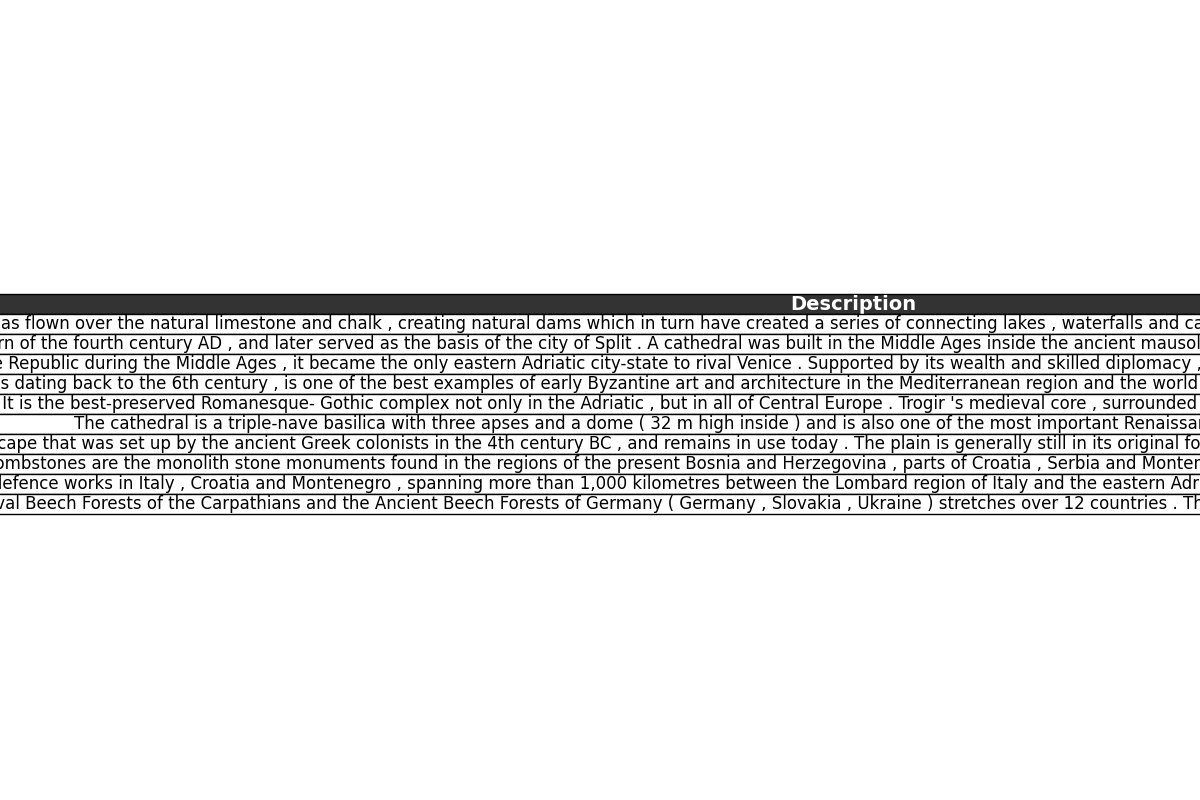 Description
as flown over the natural limestone and chalk , creating natural dams which in turn have created a series of connecting lakes , waterfalls and
of the fourth century AD , and later served as the basis of the city of Split . A cathedral was built in the Middle Ages inside the ancient
Republic during the Middle Ages , it became the only eastern Adriatic city-state to rival Venice . Supported by its wealth and skilled diplomacy ,
dating back to the 6th century , is one of the best examples of early Byzantine art and architecture in the Mediterranean region and the world
It is the best-preserved Romanesque- Gothic complex not only in the Adriatic , but in all of Central Europe . Trogir 's medieval core , surrounded
The cathedral is a triple-nave basilica with three apses and a dome ( 32 m high inside ) and is also one of the most important
that was set up by the ancient Greek colonists in the 4th century BC , and remains in use today . The plain is generally still in its original
are the monolith stone monuments found in the regions of the present Bosnia and Herzegovina , parts of Croatia , Serbia and
defence works in Italy , Croatia and Montenegro , spanning more than 1,000 kilometres between the Lombard region of Italy and the eastern
Beech Forests of the Carpathians and the Ancient Beech Forests of Germany ( Germany , Slovakia , Ukraine ) stretches over 12 countries .